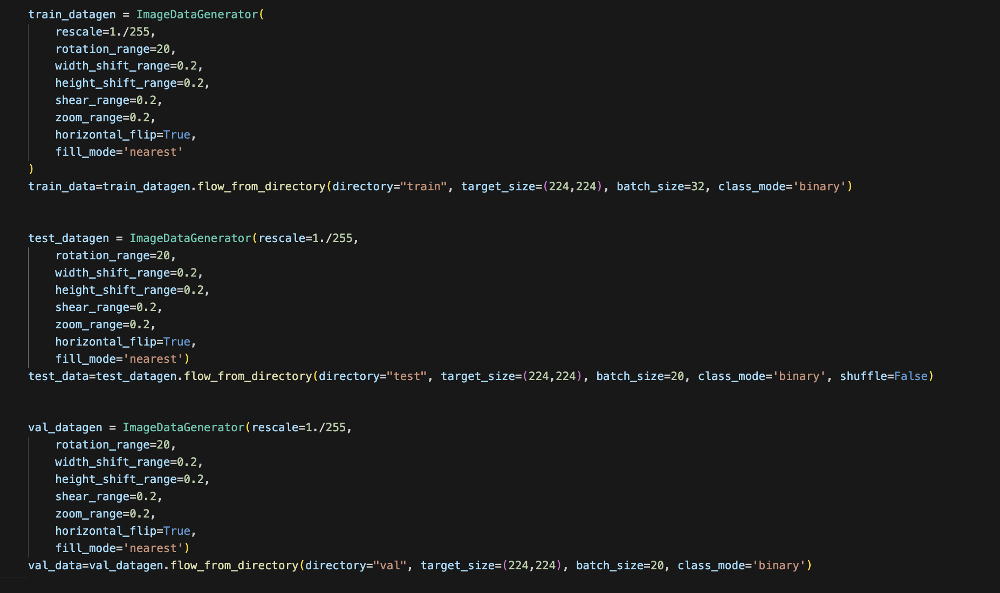 train_datagen = ImageDataGenerator(
    rescale=1./255,
    rotation_range=20,
    width_shift_range=0.2,
    height_shift_range=0.2,
    shear_range=0.2,
    zoom_range=0.2,
    horizontal_flip=True,
    fill_mode='nearest'
)
train_data=train_datagen.flow_from_directory(directory="train", target_size=(224,224), batch_size=32, class_mode='binary')
test_datagen = ImageDataGenerator(rescale=1./255,
    rotation_range=20,
    width_shift_range=0.2,
    height_shift_range=0.2,
    shear_range=0.2,
    zoom_range=0.2,
    horizontal_flip=True,
    fill_mode='nearest')
test_data=test_datagen.flow_from_directory(directory="test", target_size=(224,224), batch_size=20, class_mode='binary', shuffle=False)
val_datagen = ImageDataGenerator(rescale=1./255,
    rotation_range=20,
    width_shift_range=0.2,
    height_shift_range=0.2,
    shear_range=0.2,
    zoom_range=0.2,
    horizontal_flip=True,
    fill_mode='nearest')
val_data=val_datagen.flow_from_directory(directory="val", target_size=(224,224), batch_size=20, class_mode='binary')